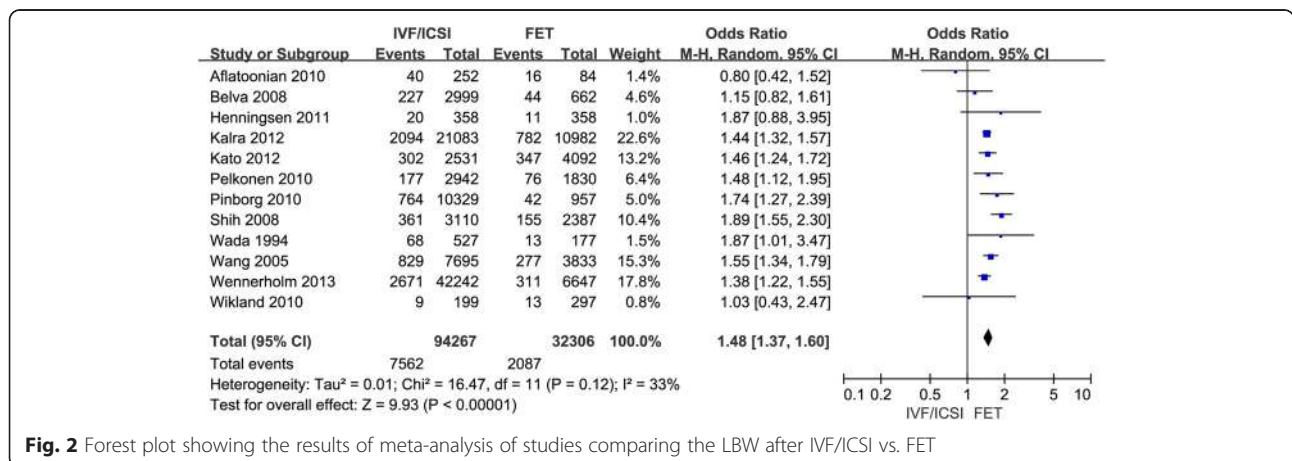 IVF/ICSI FET Odds Ratio Odds Ratio
Study or Subgroup Events Total Events Total Weight M-H. Random. 95% CI M-H. Random. 95% CI
Aflatoonian 2010 40 252 16 84 1.4% 0.80 [0.42, 1.52]
Belva 2008 227 2999 44 662 4.6% 1.15 [0.82, 1.61]
Henningsen 2011 20 358 11 358 1.0% 1.87 [0.88, 3.95]
Kalra 2012 2094 21083 782 10982 22.6% 1.44 [1.32, 1.57]
Kato 2012 302 2531 347 4092 13.2% 1.46 [1.24, 1.72]
Pelkonen 2010 177 2942 76 1830 6.4% 1.48 [1.12, 1.95]
Pinborg 2010 764 10329 42 957 5.0% 1.74 [1.27, 2.39]
Shih 2008 361 3110 155 2387 10.4% 1.89 [1.55, 2.30]
Wada 1994 68 527 13 177 1.5% 1.87 [1.01, 3.47]
Wang 2005 829 7695 277 3833 15.3% 1.55 [1.34, 1.79]
Wennerholm 2013 2671 42242 311 6647 17.8% 1.38 [1.22, 1.55]
Wikland 2010 9 199 13 297 0.8% 1.03 [0.43, 2.47]
Total (95% CI) 94267 32306 100.0% 1.48 [1.37, 1.60]
Total events 7562 2087
Heterogeneity: Tau² = 0.01; Chi² = 16.47, df = 11 (P = 0.12); I² = 33%
Test for overall effect: Z = 9.93 (P < 0.00001)
0.1 0.2 0.5 1 2 5 10
IVF/ICSI FET
Fig. 2 Forest plot showing the results of meta-analysis of studies comparing the LBW after IVF/ICSI vs. FET